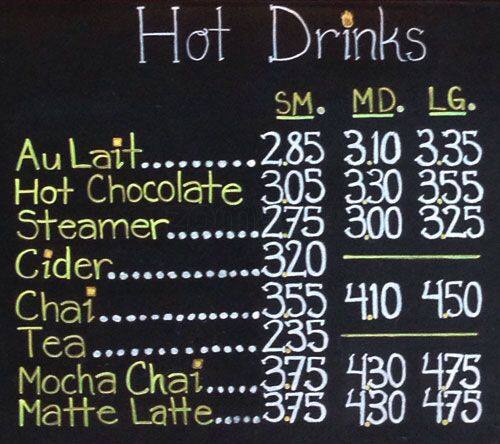 Hot Drinks
SM. MD. LG.
Au Lait......... 2.85 3.10 3.35
Hot Chocolate 3.05 3.30 3.55
Steamer........ 2.75 3.00 3.25
Cider............. 3.20
Chai.............. 3.55 4.10 4.50
Tea............... 2.35
Mocha Chai..... 3.75 4.30 4.75
Matte Latte.... 3.75 4.30 4.75